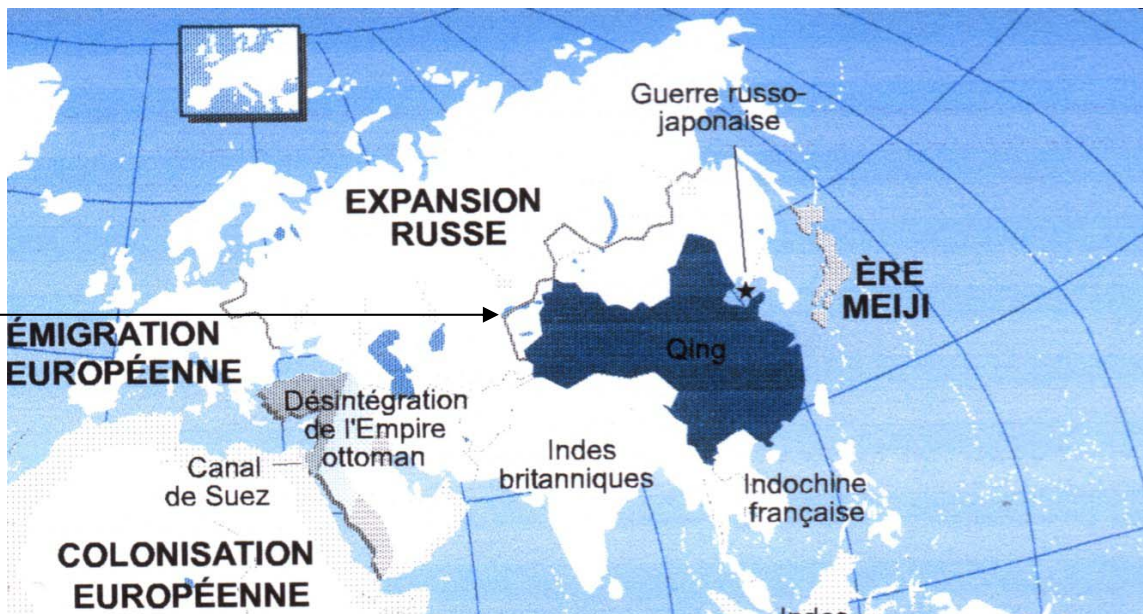 Guerre russo-
japonaise
EXPANSION
RUSSE
ÈRE
MEIJI
ÉMIGRATION
EUROPÉENNE
Qing
Désintégration
de l'Empire
ottoman
Canal
de Suez
Indes
britanniques
Indochine
française
COLONISATION
EUROPÉENNE
Indes